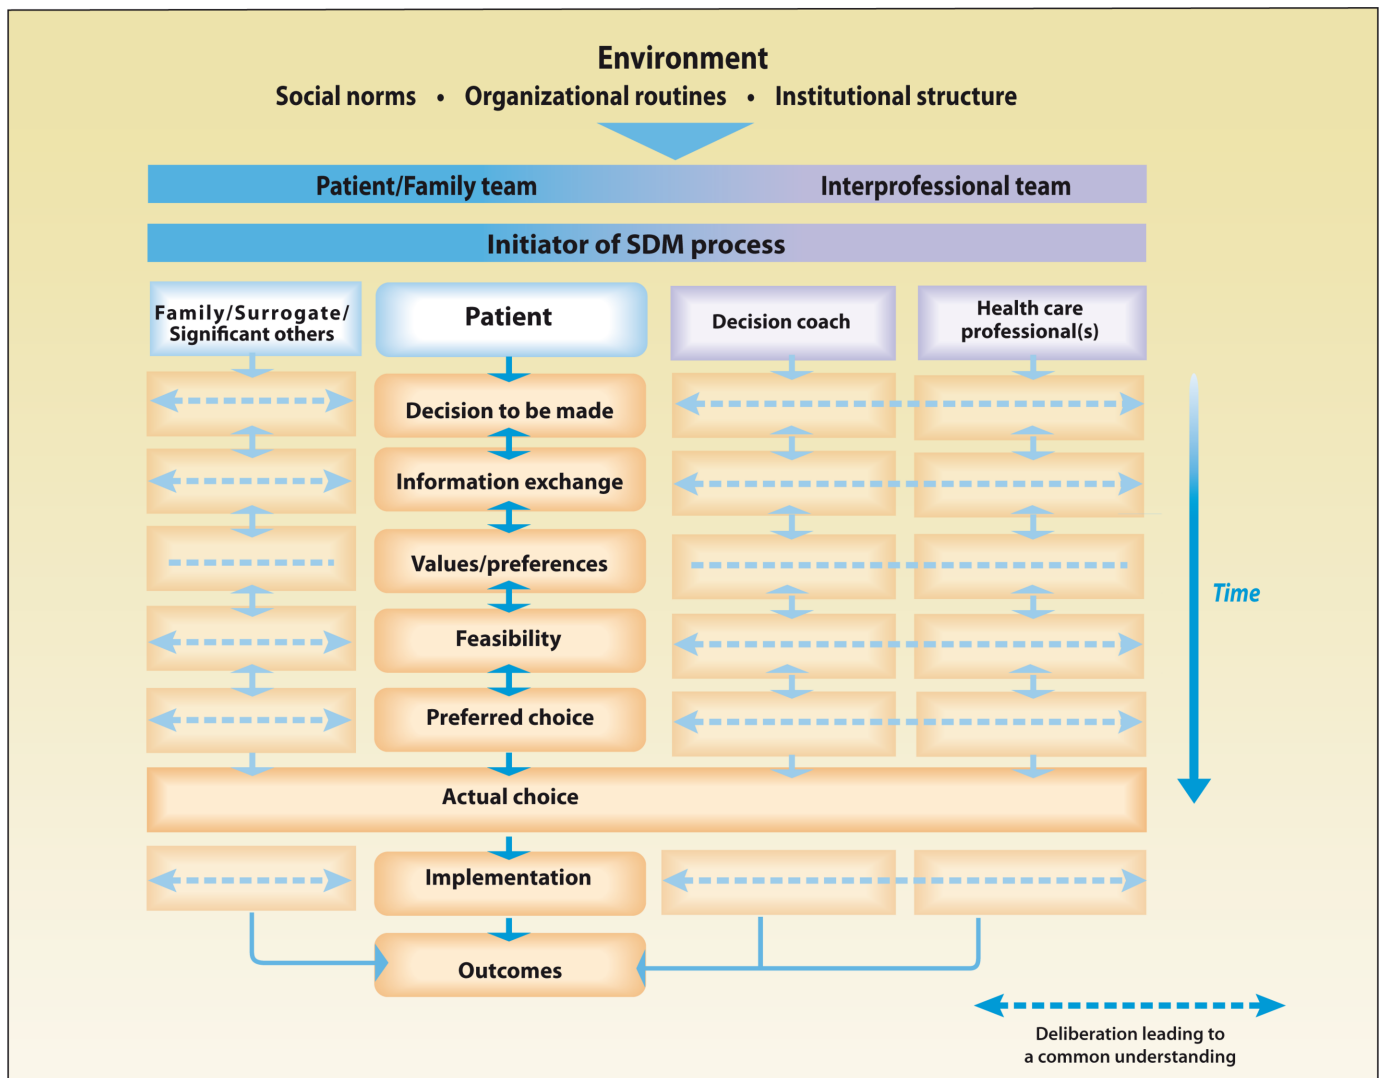 Environment
Social norms • Organizational routines • Institutional structure
Patient/Family team Interprofessional team
Initiator of SDM process
Family/Surrogate/
Significant others
Patient
Decision coach
Health care
professional(s)
Decision to be made
Information exchange
Values/preferences
Time
Feasibility
Preferred choice
Actual choice
Implementation
Outcomes
Deliberation leading to
a common understanding